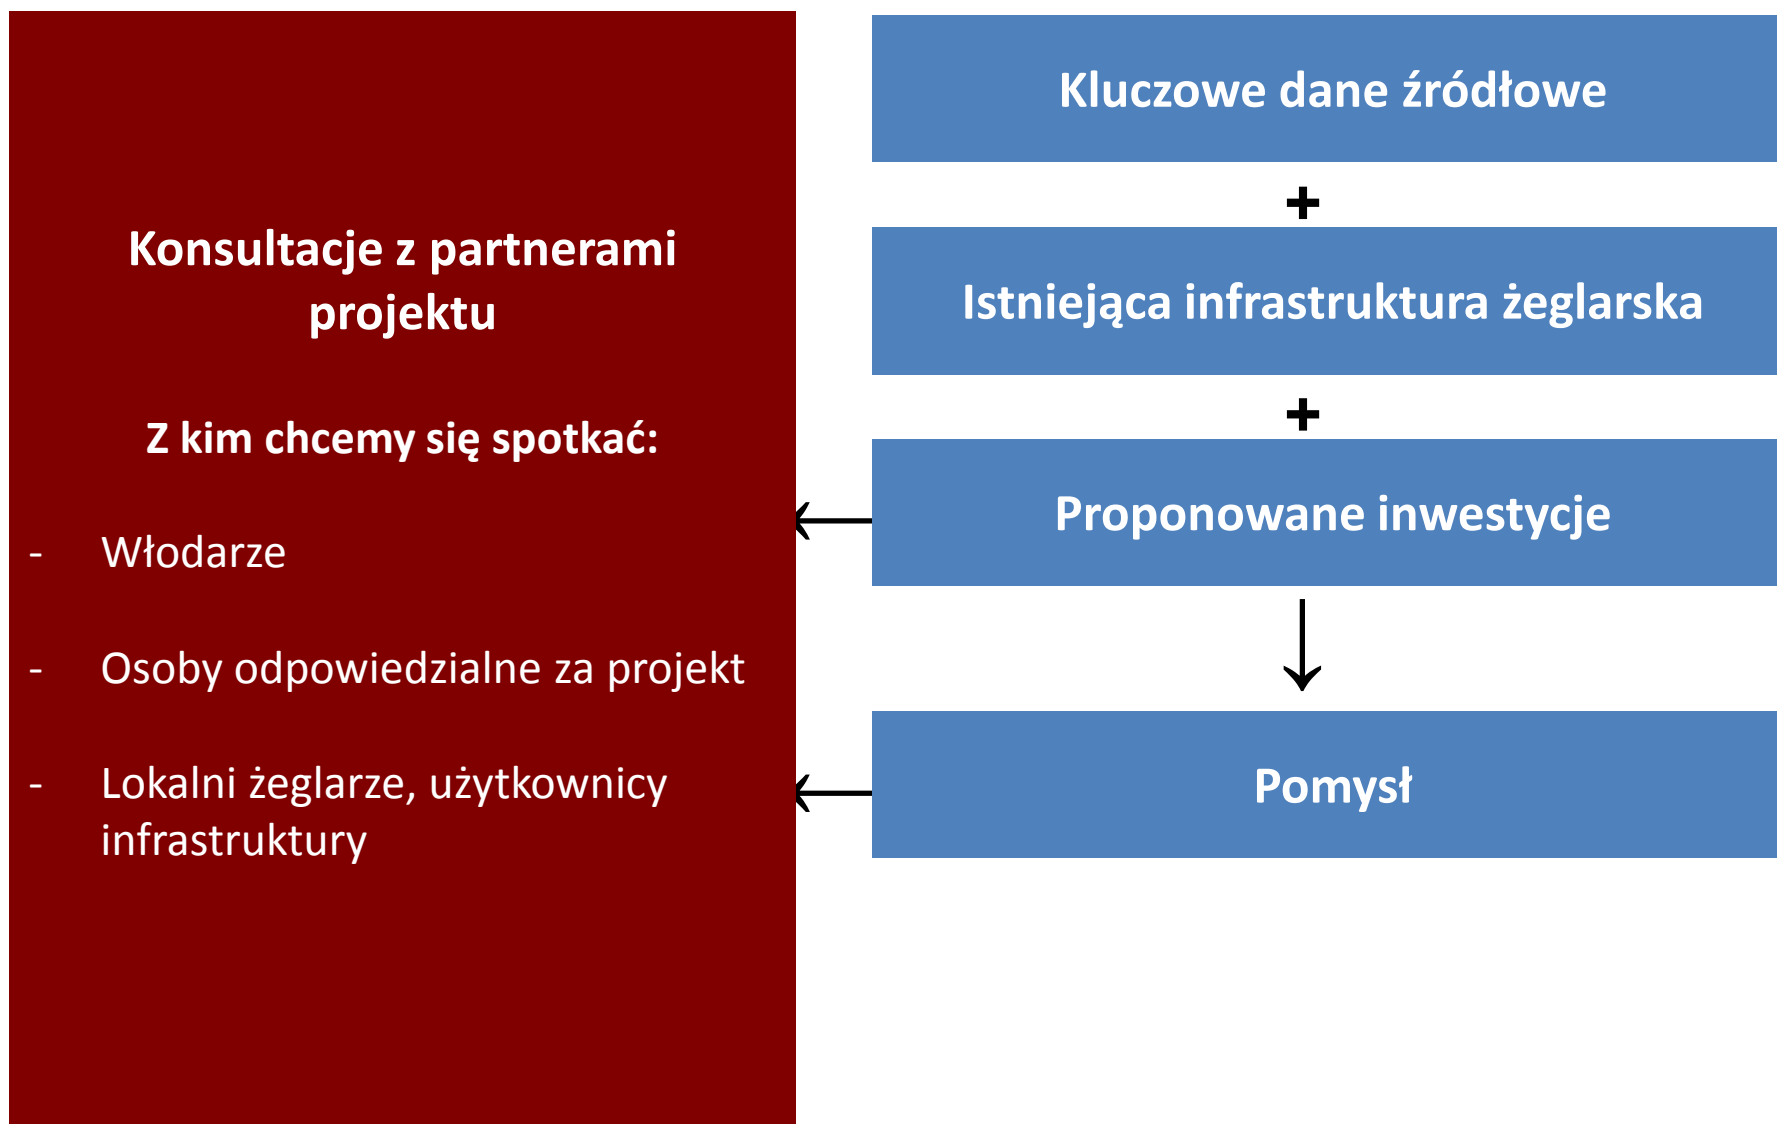 Konsultacje z partnerami
projektu
Z kim chcemy się spotkać:
- Włodarze
- Osoby odpowiedzialne za projekt
- Lokalni żeglarze, użytkownicy
infrastruktury
Kluczowe dane źródłowe
+
Istniejąca infrastruktura żeglarska
+
Proponowane inwestycje
Pomysł